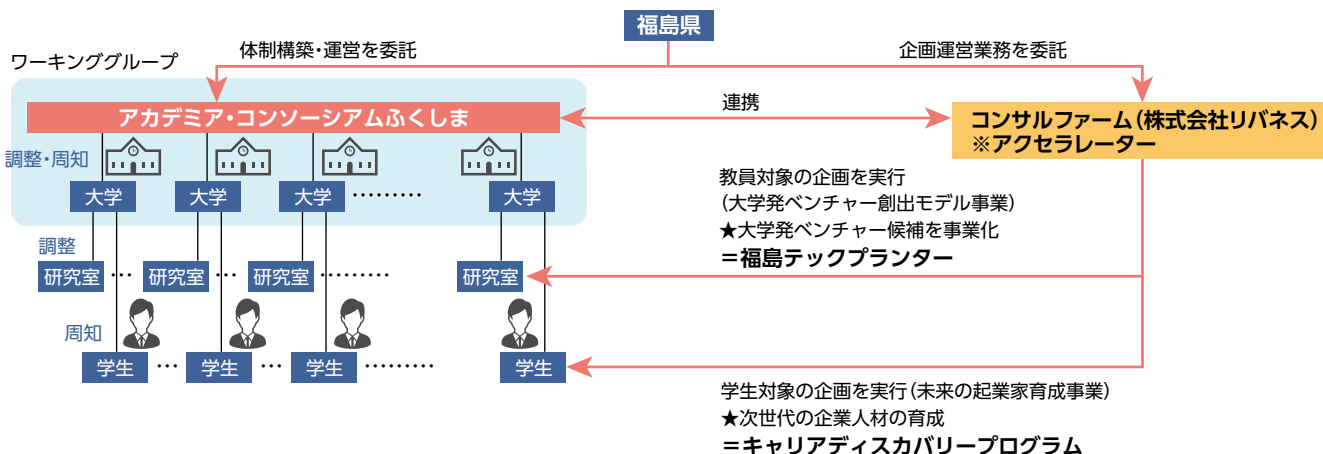 福島県
体制構築・運営を委託
企画運営業務を委託
ワーキンググループ
アカデミア・コンソーシアムふくしま
連携
コンサルファーム(株式会社リバネス)
※アクセラレーター
調整・周知
大学
大学
大学
………
大学
教員対象の企画を実行
(大学発ベンチャー創出モデル事業)
★大学発ベンチャー候補を事業化
＝福島テックプランター
調整
研究室
…
研究室
…
研究室
………
研究室
周知
学生
…
学生
…
学生
………
学生
学生対象の企画を実行(未来の起業家育成事業)
★次世代の企業人材の育成
＝キャリアディスカバリープログラム